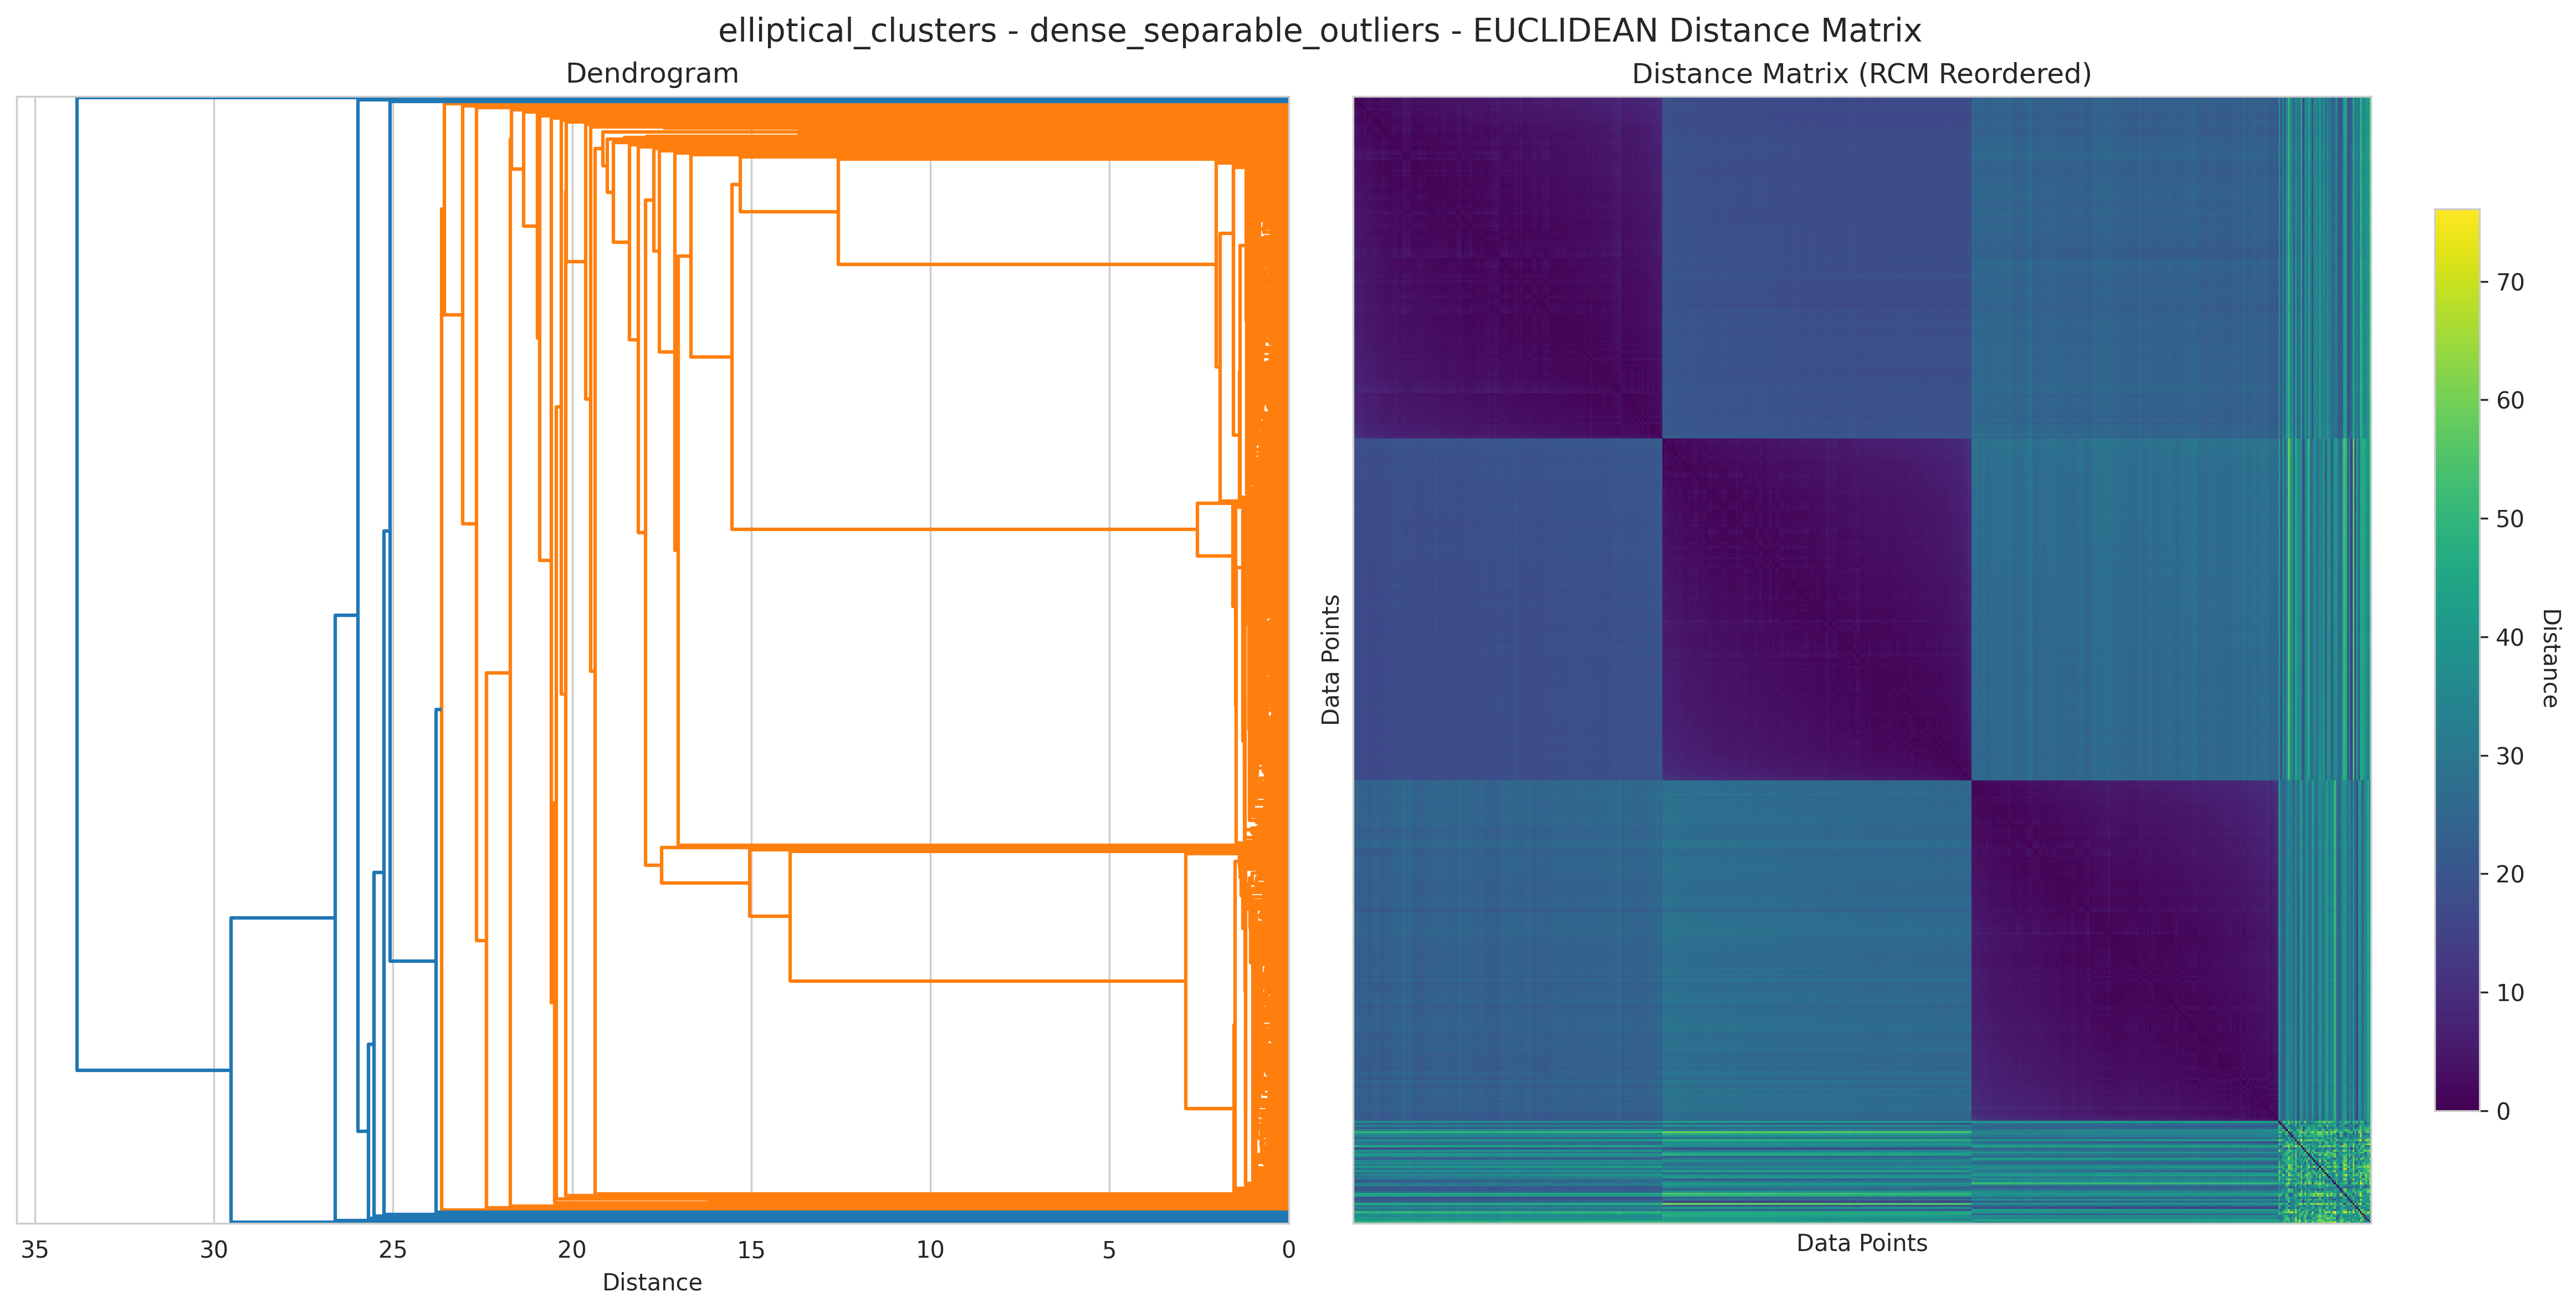 elliptical_clusters - dense_separable_outliers - EUCLIDEAN Distance Matrix
Dendrogram
35 30 25 20 15 10 5 0
Distance
Distance Matrix (RCM Reordered)
Data Points
Data Points
70
60
50
40
30
20
10
0
Distance